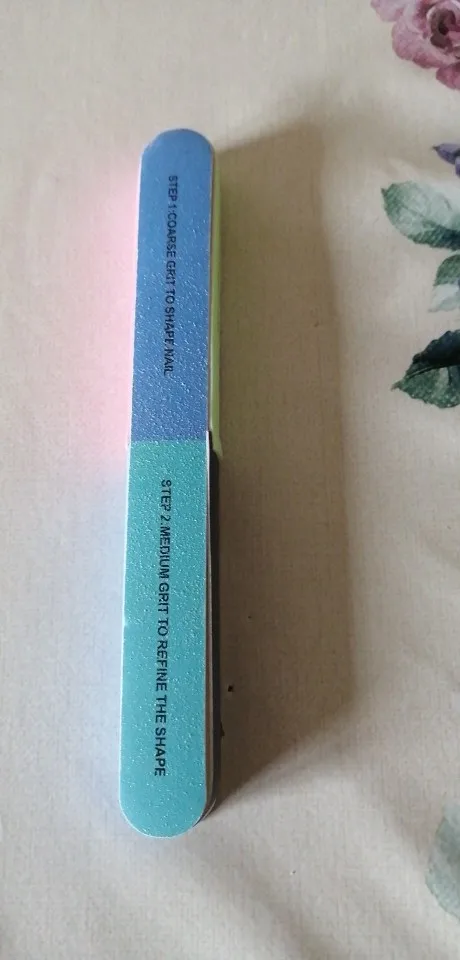 STEP 1:COARSE GRIT TO SHAPE NAIL
STEP 2.MEDIUM GRIT TO REFINE THE SHAPE